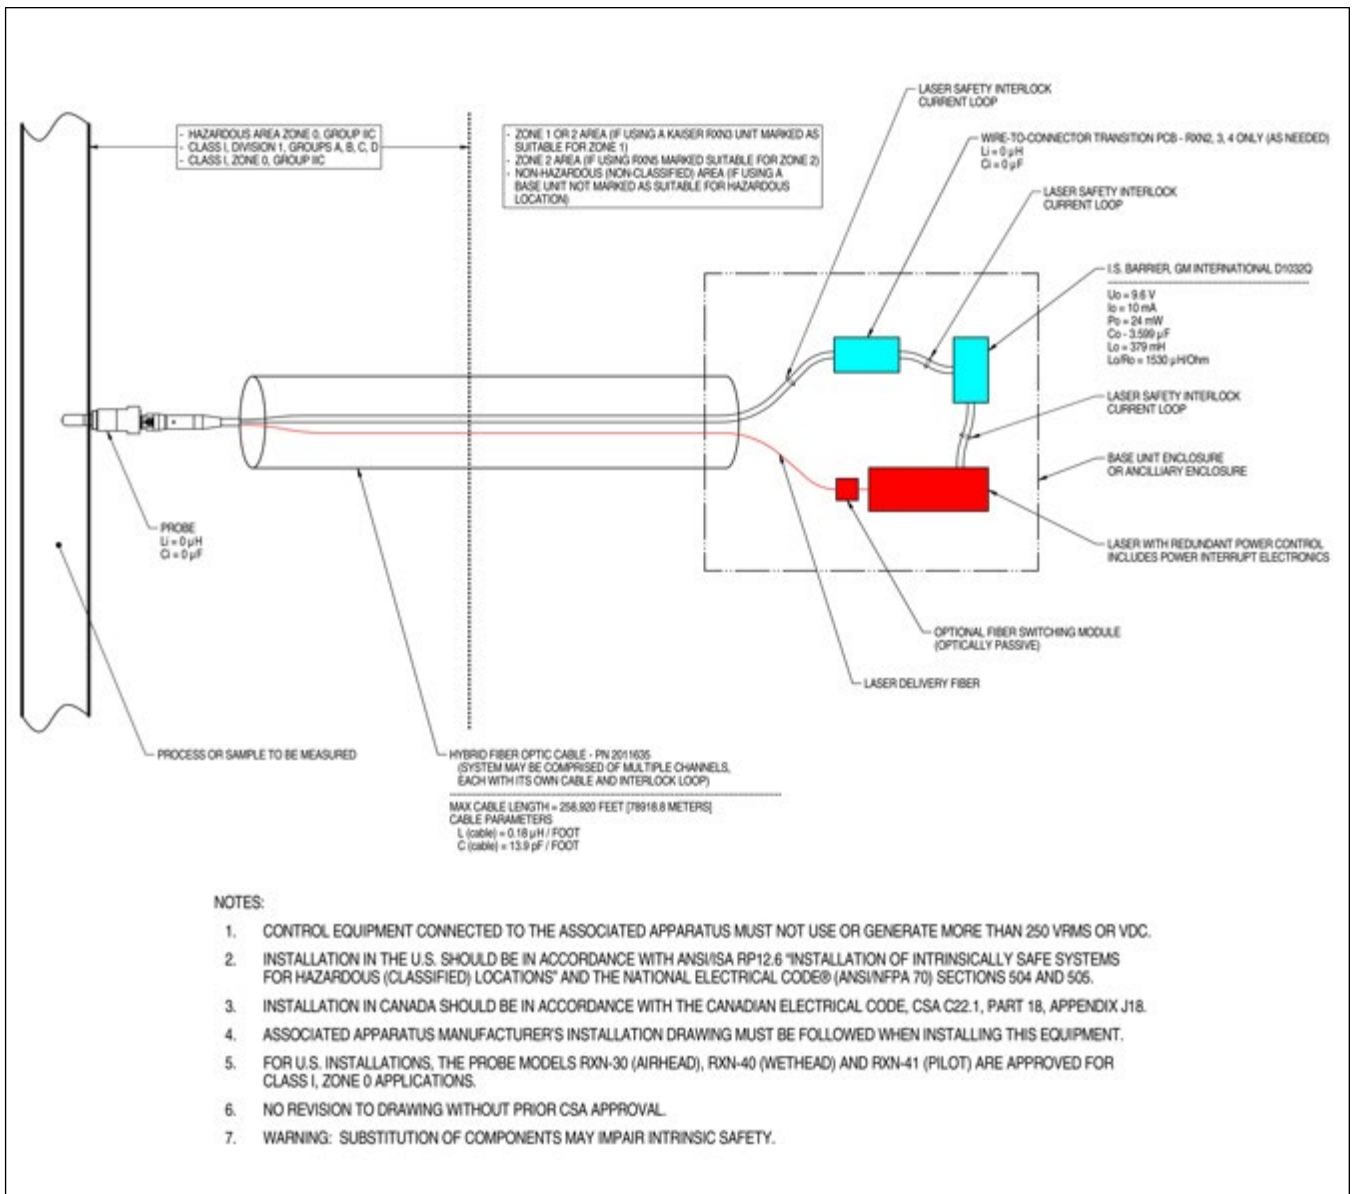 - HAZARDOUS AREA ZONE 0, GROUP IIC
- CLASS I, DIVISION 1, GROUPS A, B, C, D
- CLASS I, ZONE 0, GROUP IIC
- ZONE 1 OR 2 AREA (IF USING A KAISER RXN3 UNIT MARKED AS
SUITABLE FOR ZONE 1)
- ZONE 2 AREA (IF USING RXN5 MARKED SUITABLE FOR ZONE 2)
- NON-HAZARDOUS (NON-CLASSIFIED) AREA (IF USING A
BASE UNIT NOT MARKED AS SUITABLE FOR HAZARDOUS
LOCATION)
LASER SAFETY INTERLOCK
CURRENT LOOP
WIRE-TO-CONNECTOR TRANSITION PCB - RXN2, 3, 4 ONLY (AS NEEDED)
Li = 0 µH
Ci = 0 µF
LASER SAFETY INTERLOCK
CURRENT LOOP
I.S. BARRIER, GM INTERNATIONAL D1032Q
Uo = 9.6 V
Io = 10 mA
Po = 24 mW
Co - 3.599 µF
Lo = 379 mH
Lo/Ro = 1530 µH/Ohm
LASER SAFETY INTERLOCK
CURRENT LOOP
BASE UNIT ENCLOSURE
OR ANCILLIARY ENCLOSURE
PROBE
Li = 0 µH
Ci = 0 µF
LASER WITH REDUNDANT POWER CONTROL
INCLUDES POWER INTERRUPT ELECTRONICS
OPTIONAL FIBER SWITCHING MODULE
(OPTICALLY PASSIVE)
LASER DELIVERY FIBER
PROCESS OR SAMPLE TO BE MEASURED
HYBRID FIBER OPTIC CABLE - PN 2011635
(SYSTEM MAY BE COMPRISED OF MULTIPLE CHANNELS,
EACH WITH ITS OWN CABLE AND INTERLOCK LOOP)
MAX CABLE LENGTH = 258,920 FEET [78918.8 METERS]
CABLE PARAMETERS
L (cable) = 0.18 µH / FOOT
C (cable) = 13.9 pF / FOOT
NOTES:
1. CONTROL EQUIPMENT CONNECTED TO THE ASSOCIATED APPARATUS MUST NOT USE OR GENERATE MORE THAN 250 VRMS OR VDC.
2. INSTALLATION IN THE U.S. SHOULD BE IN ACCORDANCE WITH ANSI/ISA RP12.6 "INSTALLATION OF INTRINSICALLY SAFE SYSTEMS
FOR HAZARDOUS (CLASSIFIED) LOCATIONS" AND THE NATIONAL ELECTRICAL CODE® (ANSI/NFPA 70) SECTIONS 504 AND 505.
3. INSTALLATION IN CANADA SHOULD BE IN ACCORDANCE WITH THE CANADIAN ELECTRICAL CODE, CSA C22.1, PART 18, APPENDIX J18.
4. ASSOCIATED APPARATUS MANUFACTURER'S INSTALLATION DRAWING MUST BE FOLLOWED WHEN INSTALLING THIS EQUIPMENT.
5. FOR U.S. INSTALLATIONS, THE PROBE MODELS RXN-30 (AIRHEAD), RXN-40 (WETHEAD) AND RXN-41 (PILOT) ARE APPROVED FOR
CLASS I, ZONE 0 APPLICATIONS.
6. NO REVISION TO DRAWING WITHOUT PRIOR CSA APPROVAL.
7. WARNING: SUBSTITUTION OF COMPONENTS MAY IMPAIR INTRINSIC SAFETY.